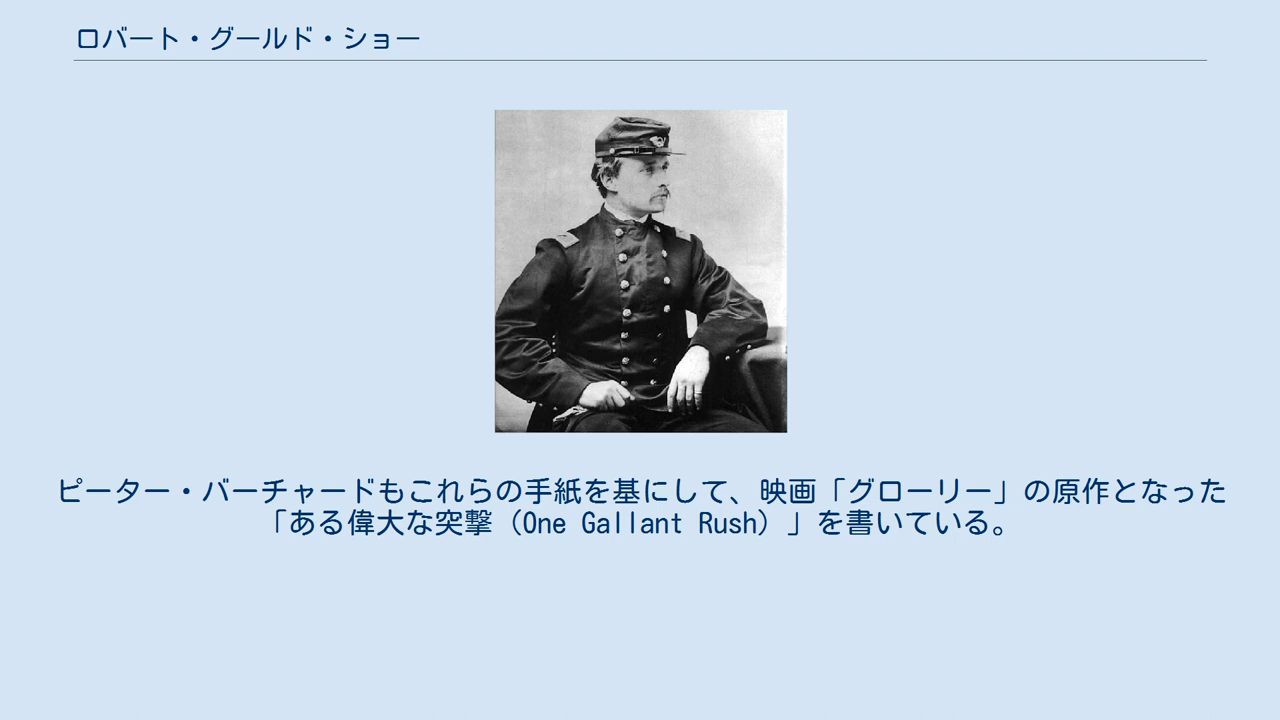 ロバート・グールド・ショー
ピーター・バーチャードもこれらの手紙を基にして、映画「グローリー」の原作となった
「ある偉大な突撃（One Gallant Rush）」を書いている。